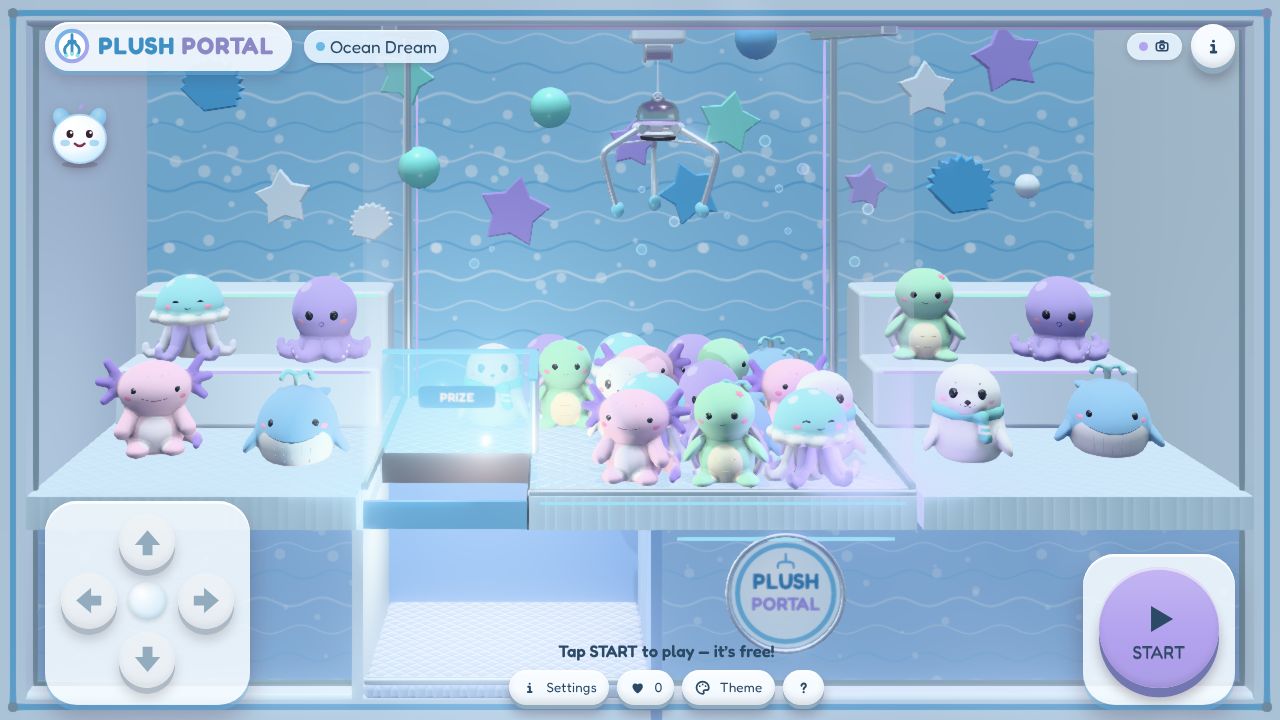 PLUSH PORTAL
Ocean Dream
i
PRIZE
PLUSH
PORTAL
START
Tap START to play – it's free!
i Settings
0
Theme
?